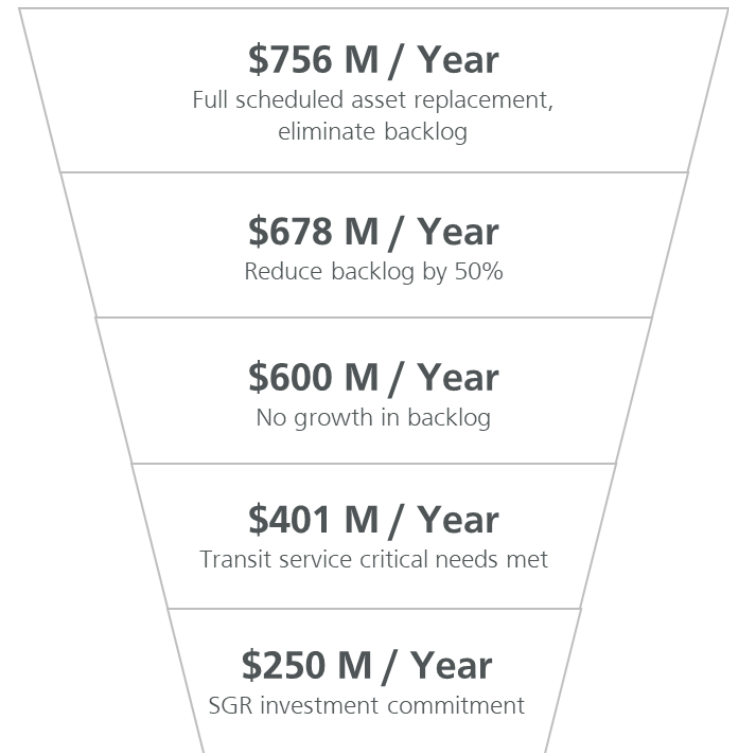 $756 M / Year
Full scheduled asset replacement,
eliminate backlog
$678 M / Year
Reduce backlog by 50%
$600 M / Year
No growth in backlog
$401 M / Year
Transit service critical needs met
$250 M / Year
SGR investment commitment